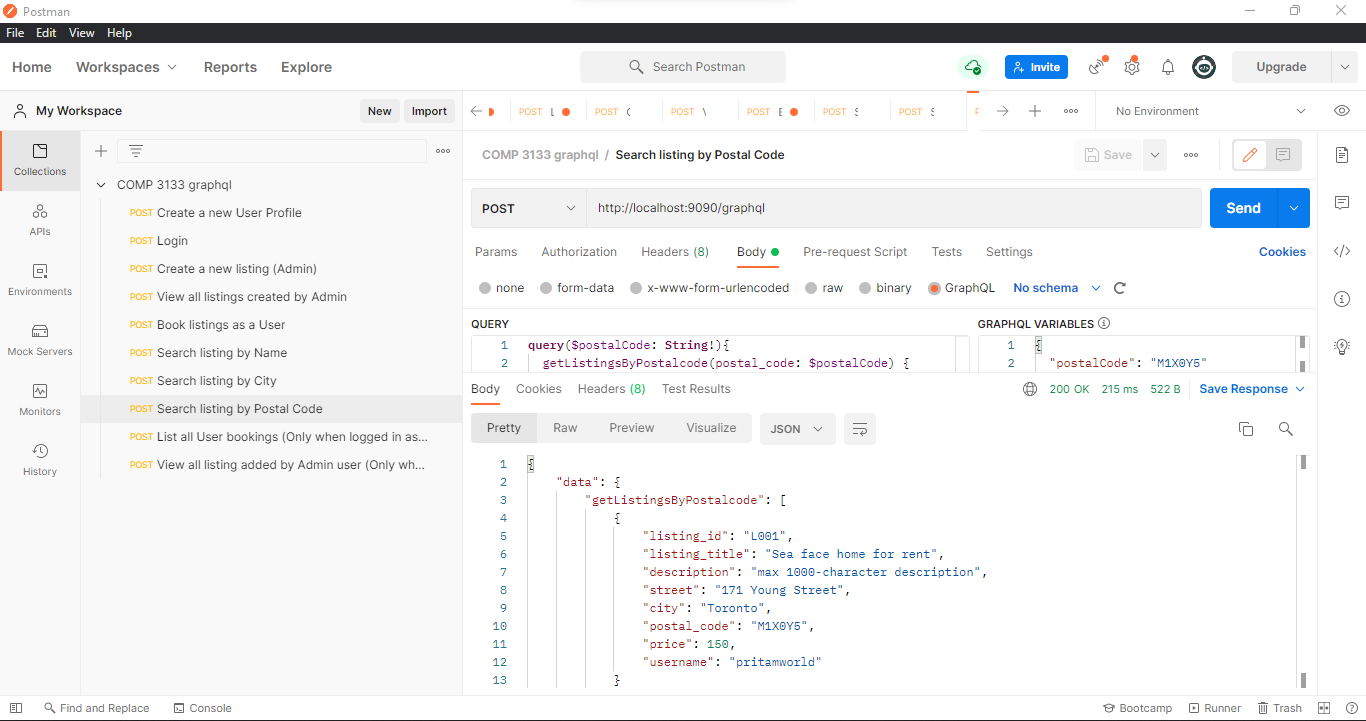 Postman
File Edit View Help
Home Workspaces Reports Explore Search Postman Invite Upgrade
My Workspace New Import
POST L POST POST POST E POST S POST S No Environment
Collections
APIs
Environments
Mock Servers
Monitors
History
COMP 3133 graphql
POST Create a new User Profile
POST Login
POST Create a new listing (Admin)
POST View all listings created by Admin
POST Book listings as a User
POST Search listing by Name
POST Search listing by City
POST Search listing by Postal Code
POST List all User bookings (Only when logged in as...
POST View all listing added by Admin user (Only wh...
COMP 3133 graphql / Search listing by Postal Code Save
POST http://localhost:9090/graphql Send
Params Authorization Headers (8) Body Pre-request Script Tests Settings Cookies
none form-data x-www-form-urlencoded raw binary GraphQL No schema
QUERY
1 query($postalCode: String!){
2 getListingsByPostalcode(postal_code: $postalCode) {
GRAPHQL VARIABLES
1 {
2 "postalCode": "M1X0Y5"
Body Cookies Headers (8) Test Results 200 OK 215 ms 522 B Save Response
Pretty Raw Preview Visualize JSON
1 {
2 "data": {
3 "getListingsByPostalcode": [
4 {
5 "listing_id": "L001",
6 "listing_title": "Sea face home for rent",
7 "description": "max 1000-character description",
8 "street": "171 Young Street",
9 "city": "Toronto",
10 "postal_code": "M1X0Y5",
11 "price": 150,
12 "username": "pritamworld"
13 }
Find and Replace Console Bootcamp Runner Trash